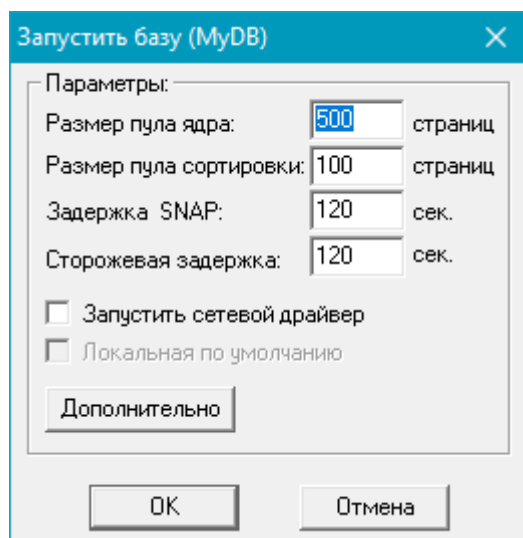 Запустить базу (MyDB)
Параметры:
Размер пула ядра: 500 страниц
Размер пула сортировки: 100 страниц
Задержка SNAP: 120 сек.
Сторожевая задержка: 120 сек.
Запустить сетевой драйвер
Локальная по умолчанию
Дополнительно
OK Отмена